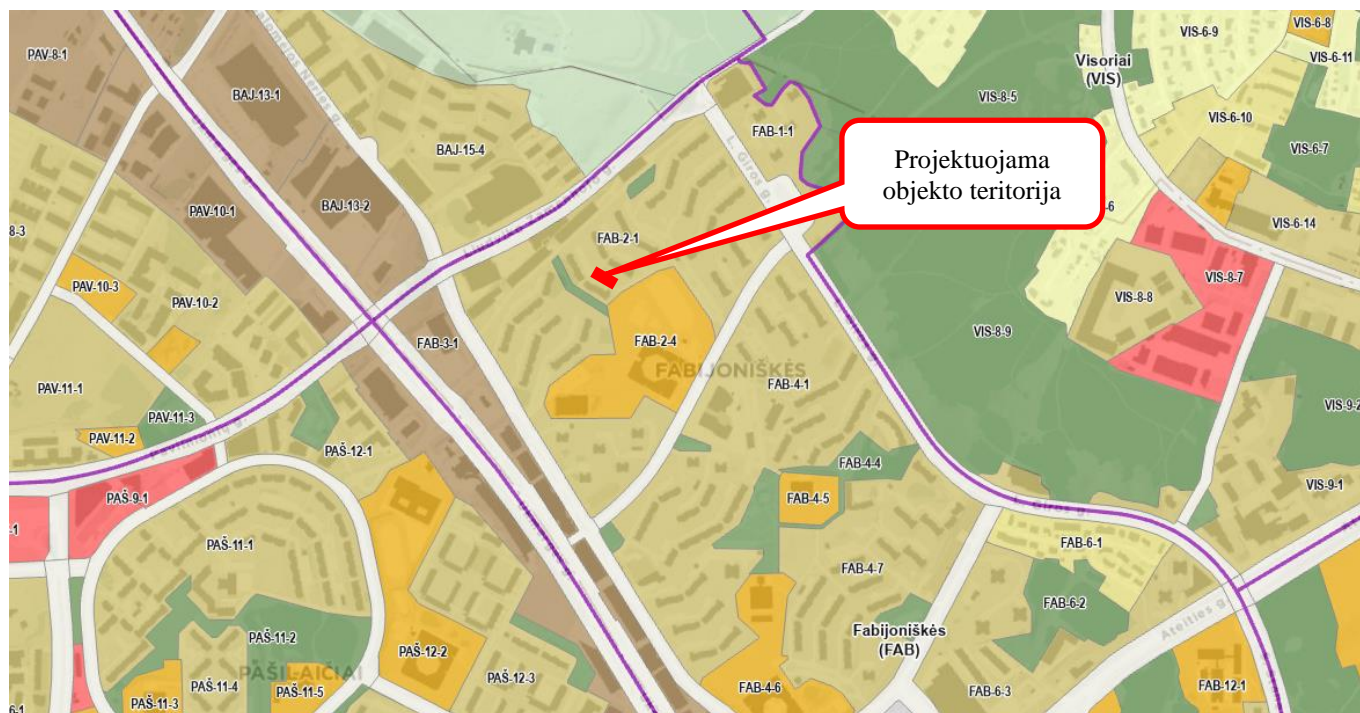 PAV-8-1
Salomėjos Nėries g.
BAJ-13-1
BAJ-15-4
FAB-1-1
L. Giros g.
VIS-8-5
Visoriai
(VIS)
VIS-6-9
VIS-6-8
VIS-6-11
VIS-6-10
VIS-6-7
Projektuojama
objekto teritorija
PAV-10-1
BAJ-13-2
8-3
FAB-2-1
-6
VIS-6-14
PAV-10-3
PAV-10-2
VIS-8-7
VIS-8-8
VIS-8-9
FAB-3-1
FAB-2-4
FABIJONIŠKĖS
FAB-4-1
PAV-11-1
PAV-11-3
PAV-11-2
VIS-9-2
PAŠ-12-1
FAB-4-4
PAŠ-9-1
FAB-4-5
L. Giros g.
VIS-9-1
-1
PAŠ-11-1
FAB-6-1
FAB-4-7
FAB-6-2
Ateities g.
PAŠ-11-2
Fabijoniškės
(FAB)
PAŠILAIČIAI
PAŠ-12-2
PAŠ-12-3
PAŠ-11-4
PAŠ-11-5
PAŠ-11-3
FAB-4-6
FAB-6-3
FAB-12-1
6-1